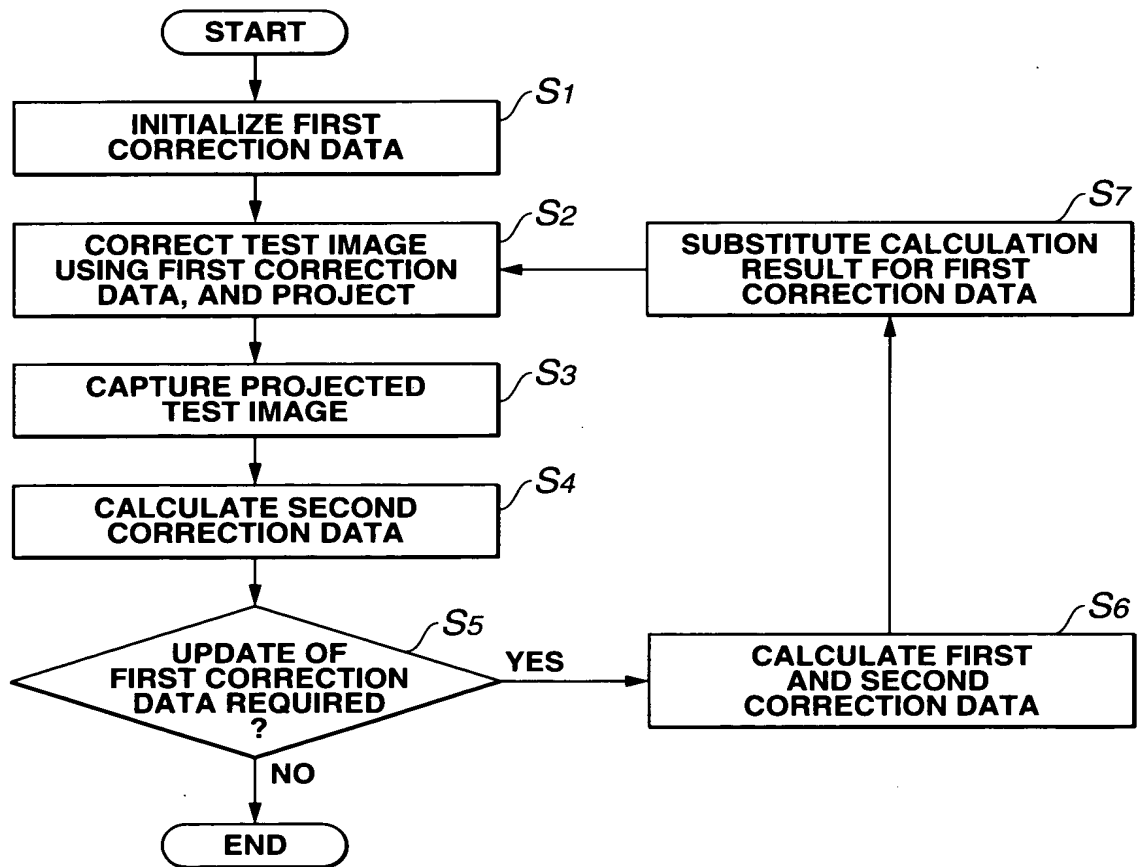 START
S1
INITIALIZE FIRST
CORRECTION DATA
S2
CORRECT TEST IMAGE
USING FIRST CORRECTION
DATA, AND PROJECT
S7
SUBSTITUTE CALCULATION
RESULT FOR FIRST
CORRECTION DATA
S3
CAPTURE PROJECTED
TEST IMAGE
S4
CALCULATE SECOND
CORRECTION DATA
S5
UPDATE OF
FIRST CORRECTION
DATA REQUIRED
?
YES
S6
CALCULATE FIRST
AND SECOND
CORRECTION DATA
NO
END